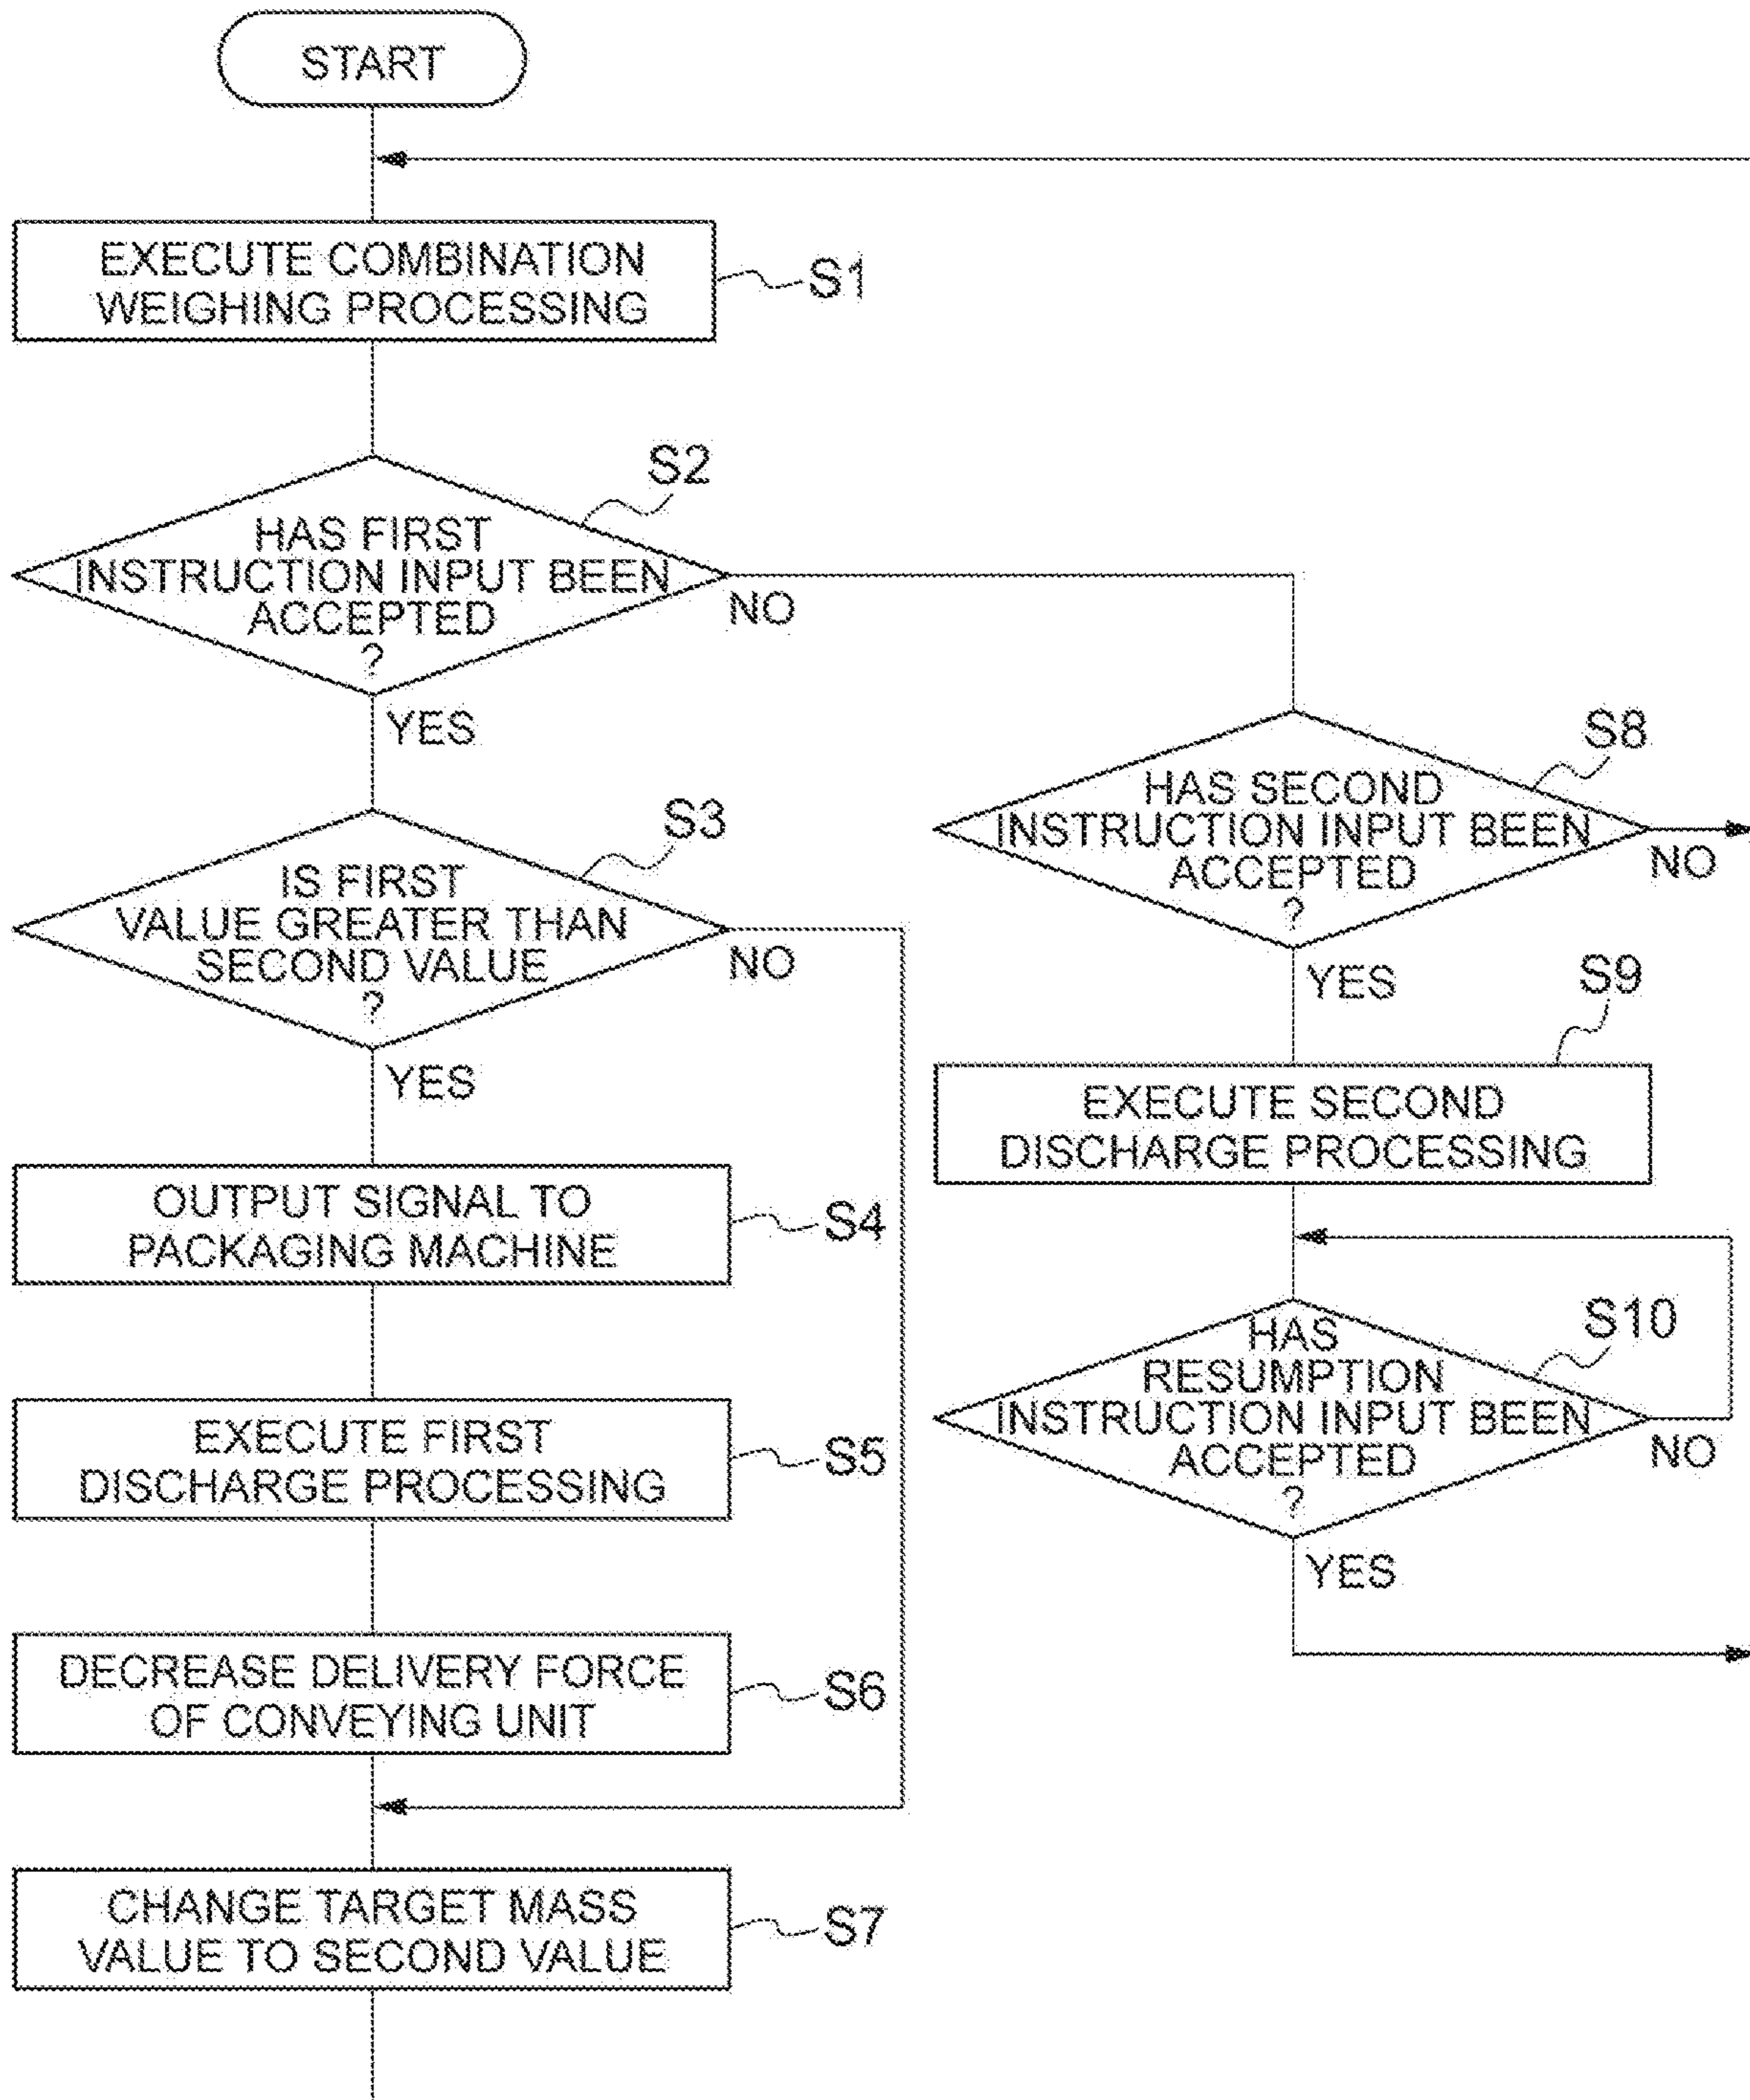 START
EXECUTE COMBINATION
WEIGHING PROCESSING
S1
S2
HAS FIRST
INSTRUCTION INPUT BEEN
ACCEPTED
?
NO
YES
S3
IS FIRST
VALUE GREATER THAN
SECOND VALUE
?
NO
YES
OUTPUT SIGNAL TO
PACKAGING MACHINE
S4
EXECUTE FIRST
DISCHARGE PROCESSING
S5
DECREASE DELIVERY FORCE
OF CONVEYING UNIT
S6
CHANGE TARGET MASS
VALUE TO SECOND VALUE
S7
S8
HAS SECOND
INSTRUCTION INPUT BEEN
ACCEPTED
?
NO
YES
S9
EXECUTE SECOND
DISCHARGE PROCESSING
S10
HAS
RESUMPTION
INSTRUCTION INPUT BEEN
ACCEPTED
?
NO
YES